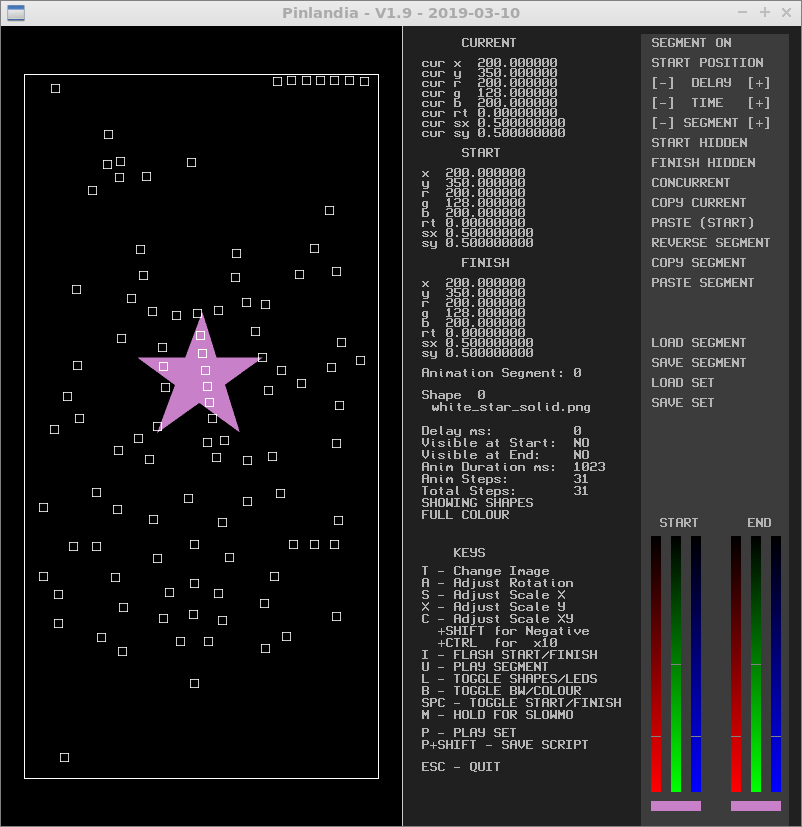 Pinlandia - V1.9 - 2019-03-10
CURRENT
cur x  200.000000
cur y  350.000000
cur r  200.000000
cur g  128.000000
cur b  200.000000
cur rt 0.00000000
cur sx 0.500000000
cur sy 0.500000000
START
x  200.000000
y  350.000000
r  200.000000
g  128.000000
b  200.000000
rt 0.00000000
sx 0.500000000
sy 0.500000000
FINISH
x  200.000000
y  350.000000
r  200.000000
g  128.000000
b  200.000000
rt 0.00000000
sx 0.500000000
sy 0.500000000
Animation Segment: 0
Shape  0
white_star_solid.png
Delay ms:          0
Visible at Start:  NO
Visible at End:    NO
Anim Duration ms:  1023
Anim Steps:        31
Total Steps:       31
SHOWING SHAPES
FULL COLOUR
KEYS
T - Change Image
A - Adjust Rotation
S - Adjust Scale X
X - Adjust Scale Y
C - Adjust Scale XY
+SHIFT for Negative
+CTRL  for  x10
I - FLASH START/FINISH
U - PLAY SEGMENT
L - TOGGLE SHAPES/LEDS
B - TOGGLE BW/COLOUR
SPC - TOGGLE START/FINISH
M - HOLD FOR SLOWMO
P - PLAY SET
P+SHIFT - SAVE SCRIPT
ESC - QUIT
SEGMENT ON
START POSITION
[-]  DELAY  [+]
[-]  TIME   [+]
[-] SEGMENT [+]
START HIDDEN
FINISH HIDDEN
CONCURRENT
COPY CURRENT
PASTE (START)
REVERSE SEGMENT
COPY SEGMENT
PASTE SEGMENT
LOAD SEGMENT
SAVE SEGMENT
LOAD SET
SAVE SET
START      END